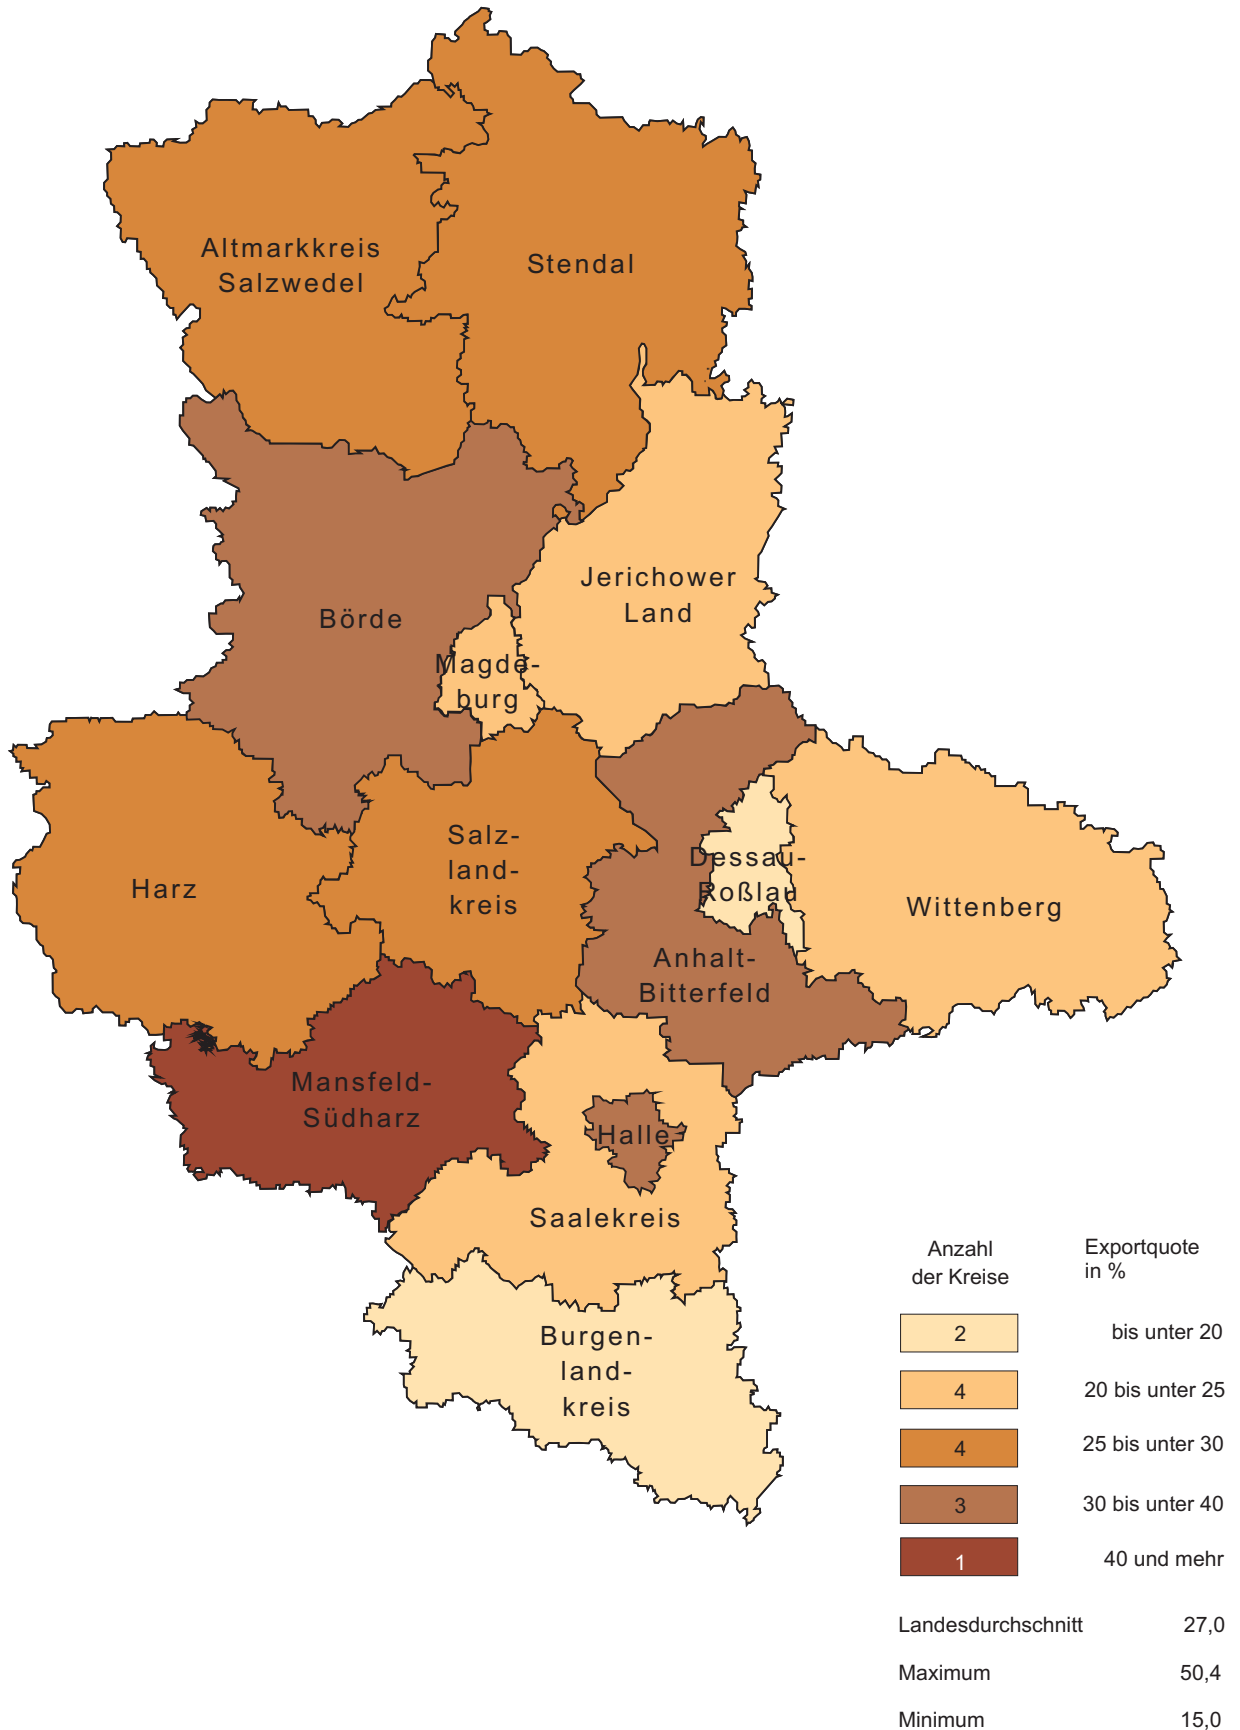 Altmarkkreis
Salzwedel
Stendal
Jerichower
Land
Börde
Magde-
burg
Salz-
land-
kreis
Harz
Dessau-
Roßlau
Wittenberg
Anhalt-
Bitterfeld
Mansfeld-
Südharz
Halle
Saalekreis
Burgen-
land-
kreis
Anzahl
der Kreise
Exportquote
in %
2 bis unter 20
4 20 bis unter 25
4 25 bis unter 30
3 30 bis unter 40
1 40 und mehr
Landesdurchschnitt 27,0
Maximum 50,4
Minimum 15,0